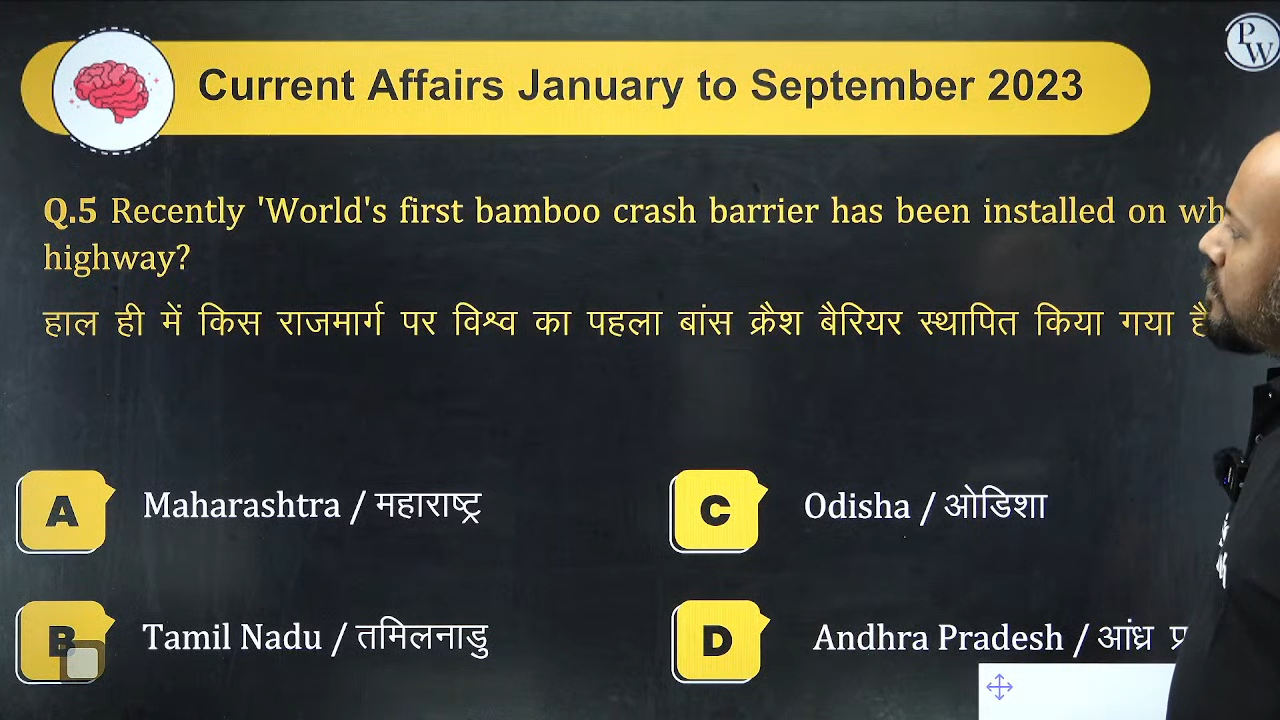 PW
Current Affairs January to September 2023
Q.5 Recently 'World's first bamboo crash barrier has been installed on
highway?
हाल ही में किस राजमार्ग पर विश्व का पहला बांस क्रैश बैरियर स्थापित किया गया है
A Maharashtra / महाराष्ट्र
C Odisha / ओडिशा
B Tamil Nadu / तमिलनाडु
D Andhra Pradesh / आंध्र